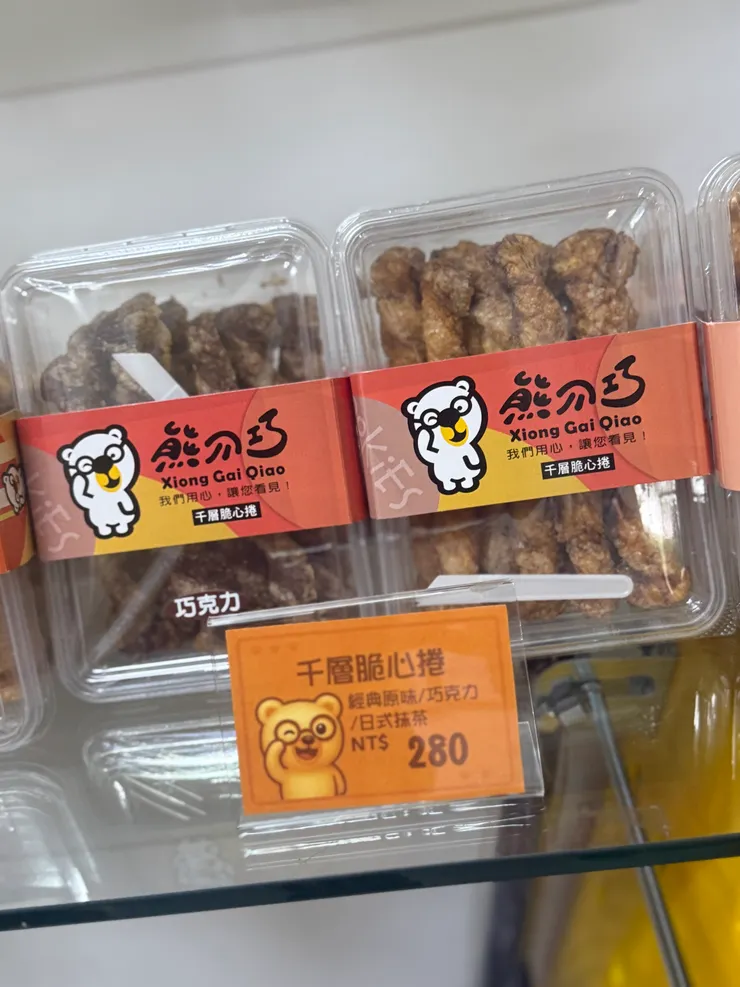 熊丐巧
Xiong Gai Qiao
我們用心，讓您看見！
千層脆心捲
巧克力
熊丐巧
Xiong Gai Qiao
我們用心，讓您看見！
千層脆心捲
千層脆心捲
經典原味/巧克力
/日式抹茶
NT$ 280